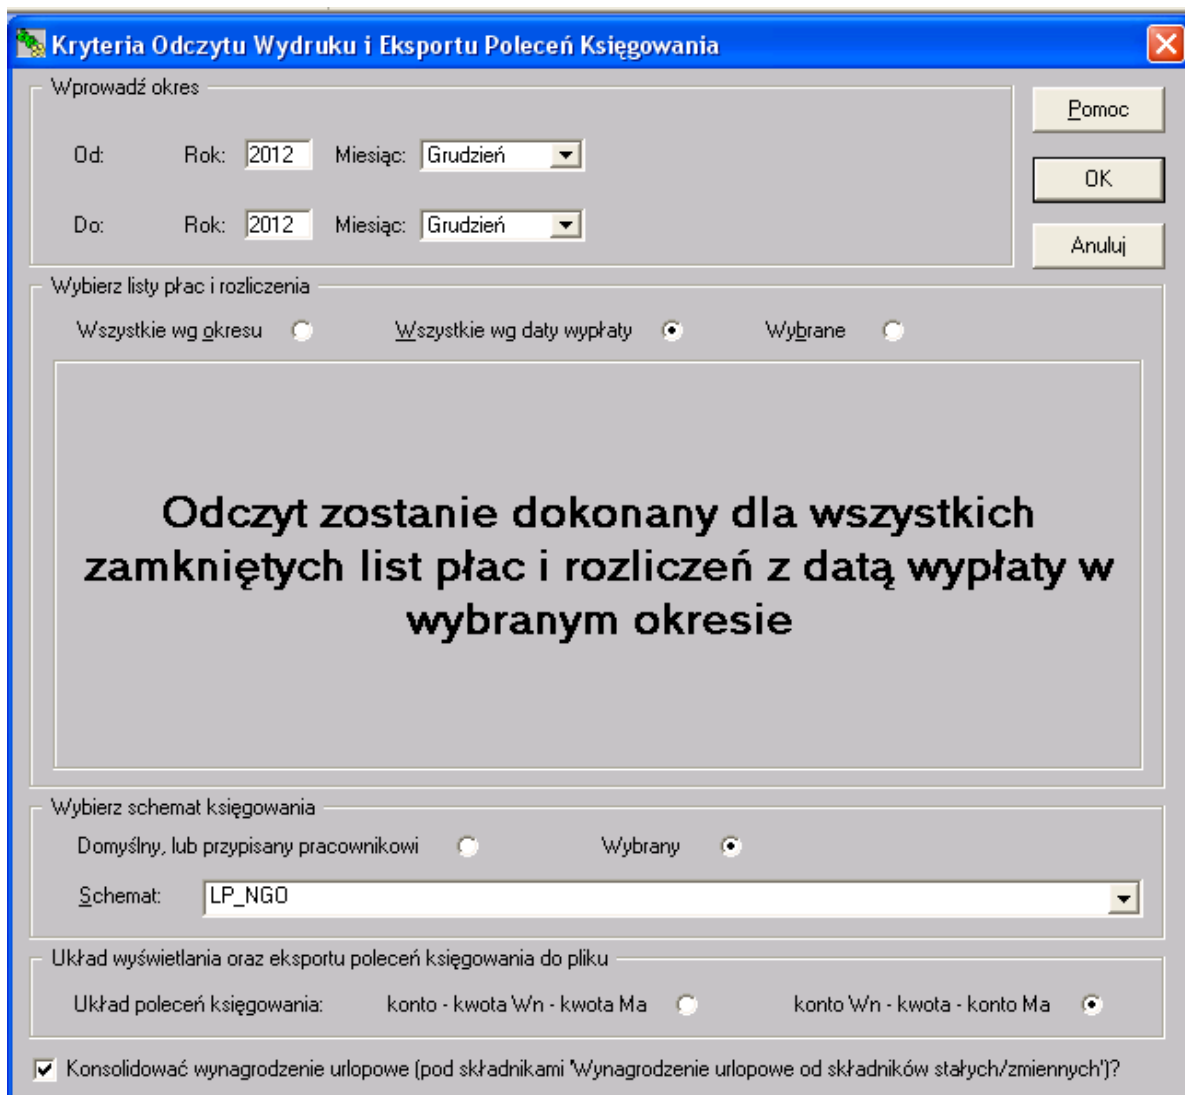 Kryteria Odczytu Wydruku i Eksportu Poleceń Księgowania
Wprowadź okres
Pomoc
Od: Rok: 2012 Miesiąc: Grudzień
OK
Do: Rok: 2012 Miesiąc: Grudzień
Anuluj
Wybierz listy płac i rozliczenia
Wszystkie wg okresu Wszystkie wg daty wypłaty Wybrane
Odczyt zostanie dokonany dla wszystkich
zamkniętych list płac i rozliczeń z datą wypłaty w
wybranym okresie
Wybierz schemat księgowania
Domyślny, lub przypisany pracownikowi Wybrany
Schemat: LP_NGO
Układ wyświetlania oraz eksportu poleceń księgowania do pliku
Układ poleceń księgowania: konto - kwota Wn - kwota Ma konto Wn - kwota - konto Ma
Konsolidować wynagrodzenie urlopowe (pod składnikami 'Wynagrodzenie urlopowe od składników stałych/zmiennych')?